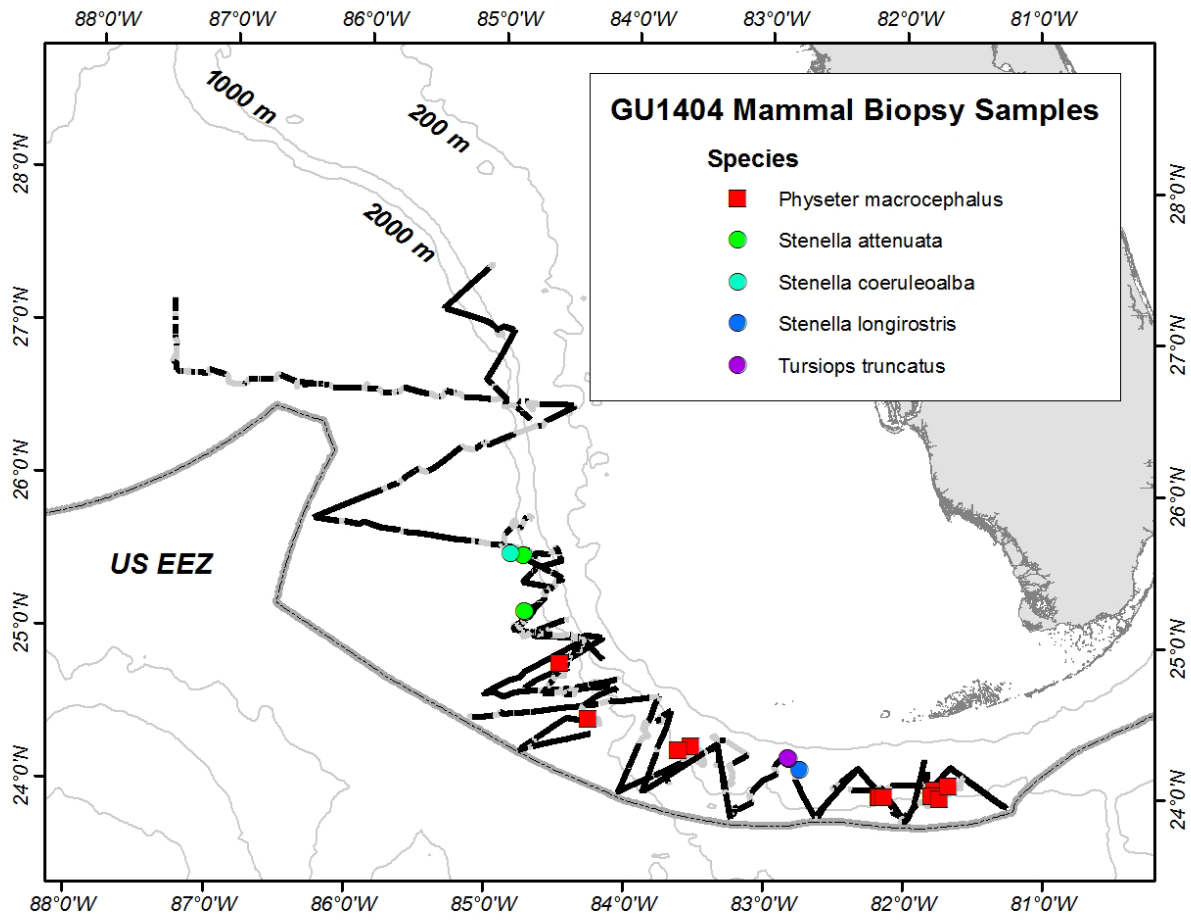 88°0'W 87°0'W 86°0'W 85°0'W 84°0'W 83°0'W 82°0'W 81°0'W
1000 m
200 m
2000 m
GU1404 Mammal Biopsy Samples
Species
Physeter macrocephalus
Stenella attenuata
Stenella coeruleoalba
Stenella longirostris
Tursiops truncatus
28°0'N
28°0'N
27°0'N
27°0'N
26°0'N
26°0'N
US EEZ
25°0'N
25°0'N
24°0'N
24°0'N
88°0'W 87°0'W 86°0'W 85°0'W 84°0'W 83°0'W 82°0'W 81°0'W